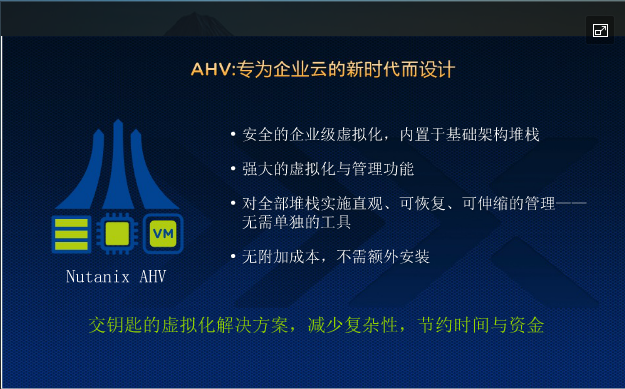 AHV:专为企业云的新时代而设计
• 安全的企业级虚拟化，内置于基础架构堆栈
• 强大的虚拟化与管理功能
• 对全部堆栈实施直观、可恢复、可伸缩的管理——
无需单独的工具
• 无附加成本，不需额外安装
VM
Nutanix AHV
交钥匙的虚拟化解决方案，减少复杂性，节约时间与资金